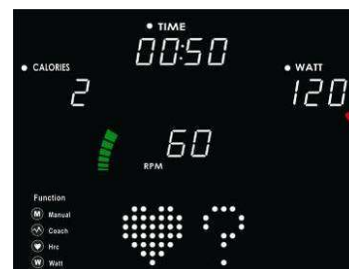 TIME
00:50
CALORIES
2
WATT
120
60
RPM
Function
M Manual
Coach
Hrc
W Watt
?